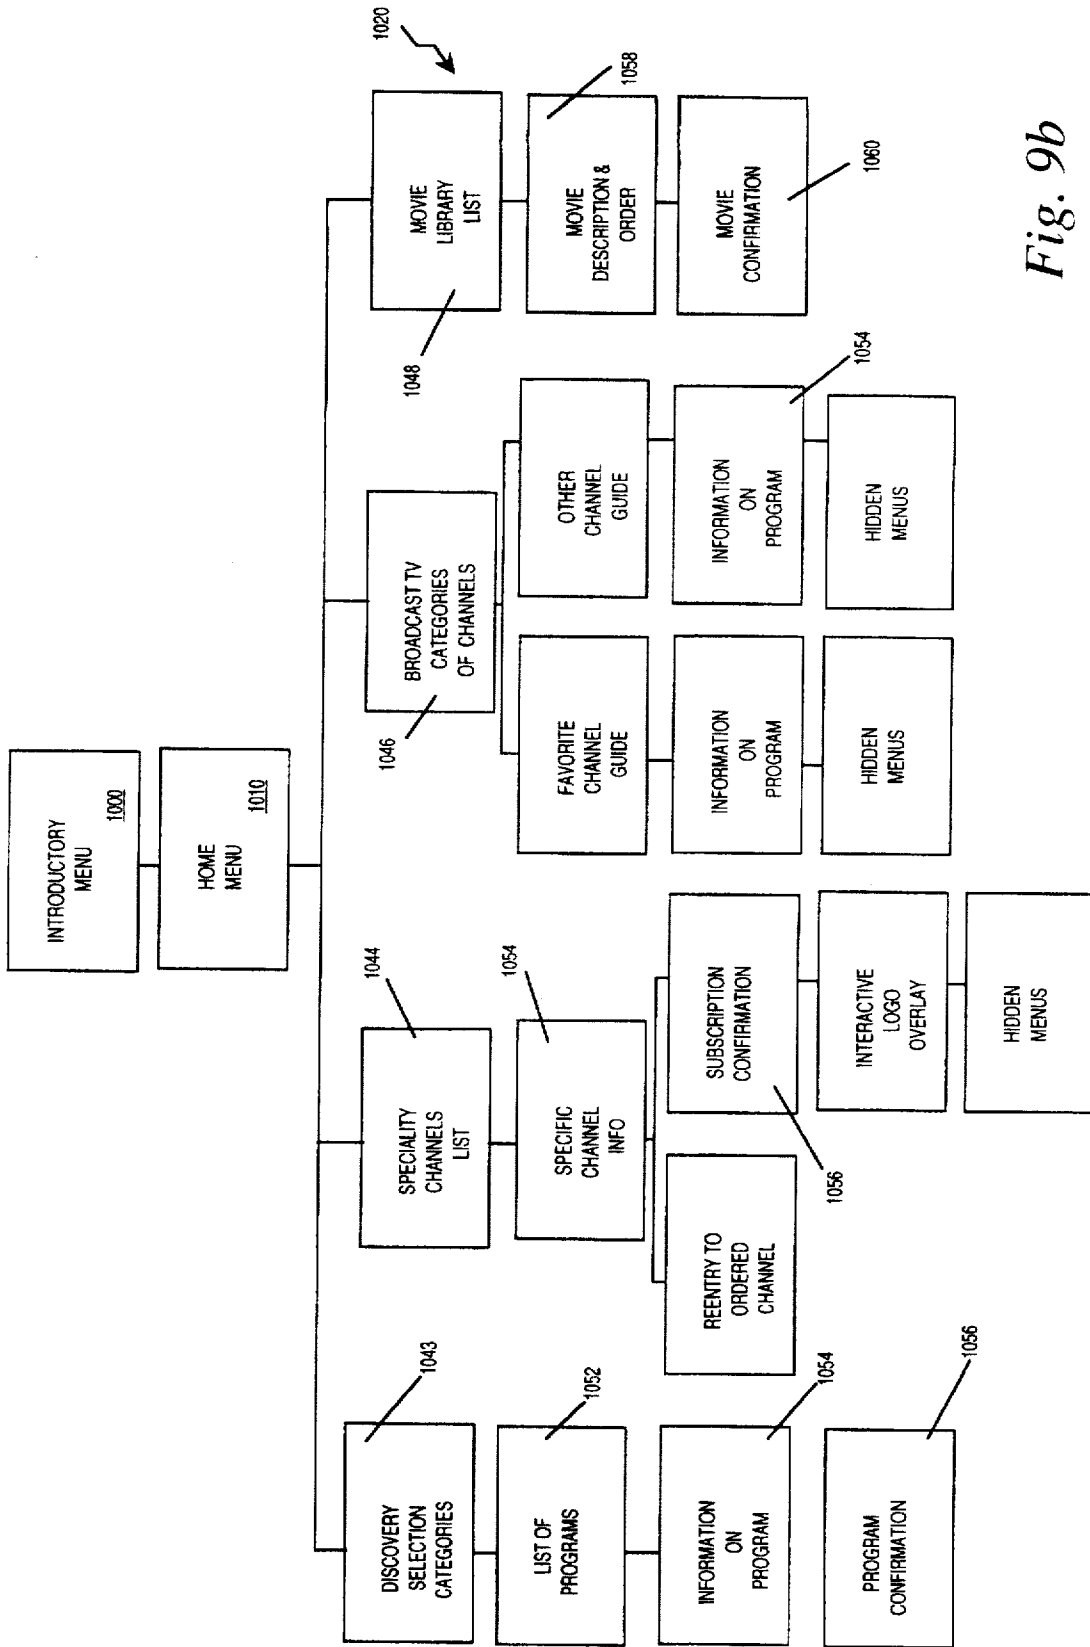 INTRODUCTORY
MENU
1000
HOME
MENU
1010
1020
DISCOVERY
SELECTION
CATEGORIES
1043
LIST OF
PROGRAMS
1052
INFORMATION
ON
PROGRAM
1054
PROGRAM
CONFIRMATION
1056
SPECIALITY
CHANNELS
LIST
1044
SPECIFIC
CHANNEL
INFO
1054
REENTRY TO
ORDERED
CHANNEL
SUBSCRIPTION
CONFIRMATION
1056
INTERACTIVE
LOGO
OVERLAY
HIDDEN
MENUS
BROADCAST TV
CATEGORIES
OF CHANNELS
1046
FAVORITE
CHANNEL
GUIDE
INFORMATION
ON
PROGRAM
HIDDEN
MENUS
OTHER
CHANNEL
GUIDE
INFORMATION
ON
PROGRAM
1054
HIDDEN
MENUS
MOVIE
LIBRARY
LIST
1048
MOVIE
DESCRIPTION &
ORDER
1058
MOVIE
CONFIRMATION
1060
Fig. 9b